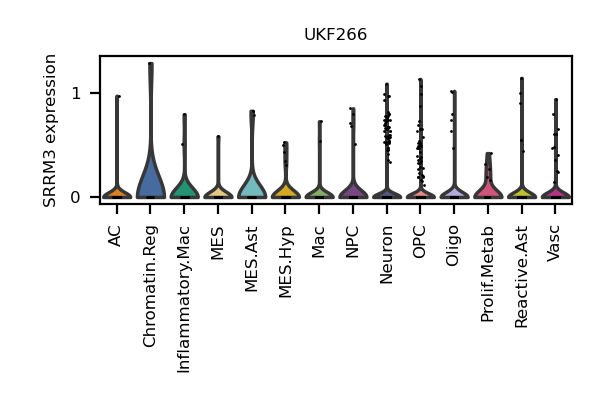 UKF266
SRRM3 expression
1
0
AC
Chromatin.Reg
Inflammatory.Mac
MES
MES.Ast
MES.Hyp
Mac
NPC
Neuron
OPC
Oligo
Prolif.Metab
Reactive.Ast
Vasc